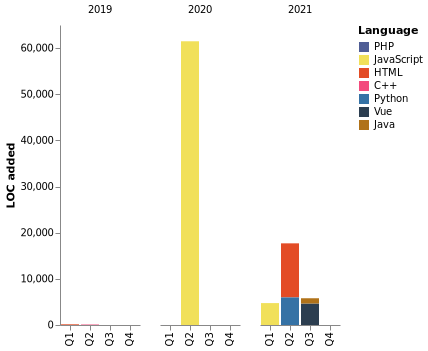 2019 2020 2021
Language
PHP
JavaScript
HTML
C++
Python
Vue
Java
LOC added
60,000
50,000
40,000
30,000
20,000
10,000
0
Q1 Q2 Q3 Q4 Q1 Q2 Q3 Q4 Q1 Q2 Q3 Q4